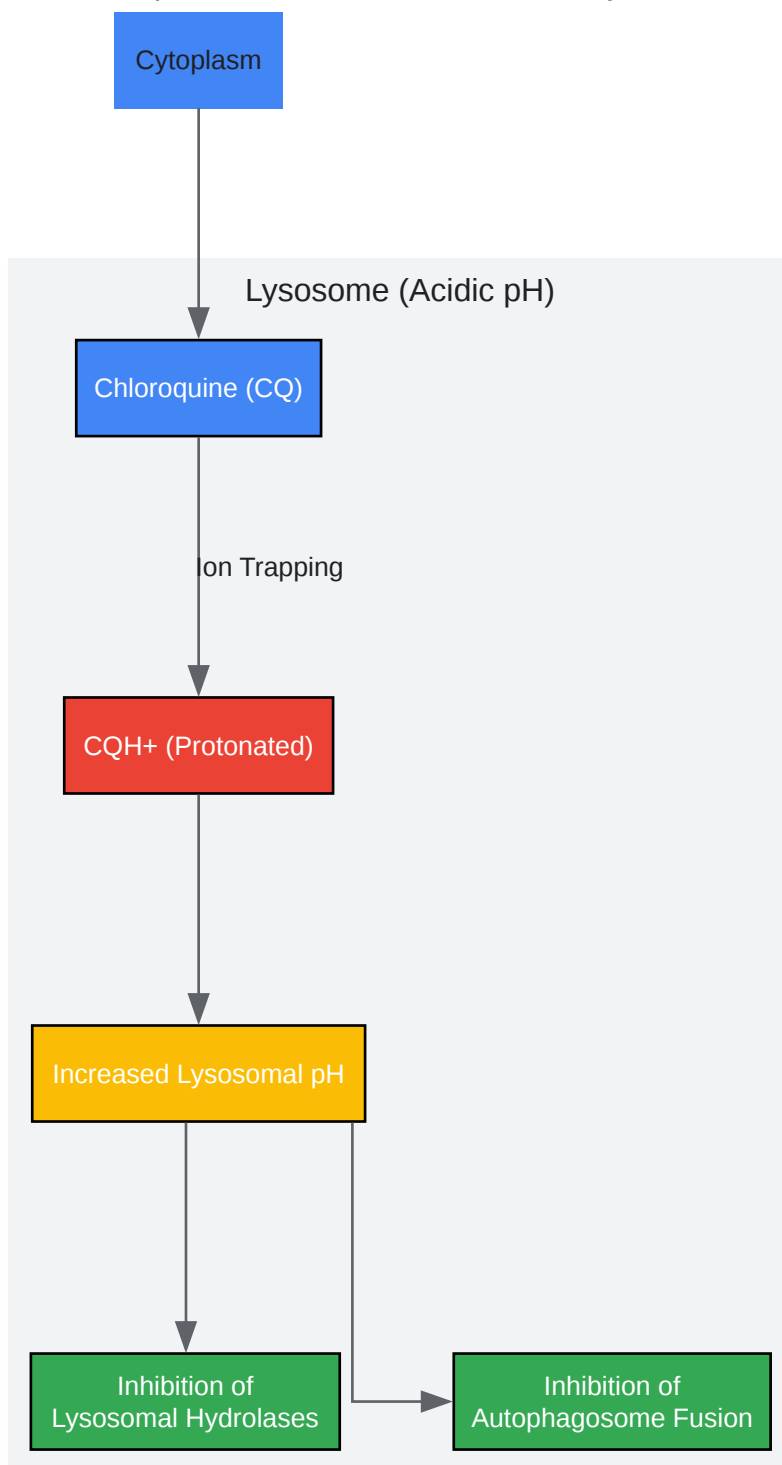 Cytoplasm
Lysosome (Acidic pH)
Chloroquine (CQ)
Ion Trapping
CQH+ (Protonated)
Increased Lysosomal pH
Inhibition of
Lysosomal Hydrolases
Inhibition of
Autophagosome Fusion